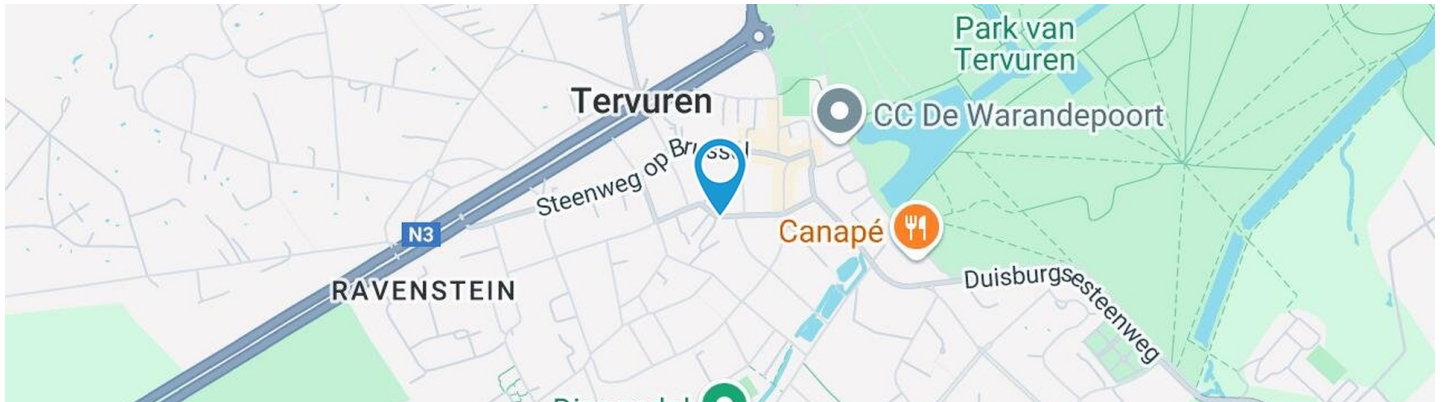 Park van
Tervuren
Tervuren
CC De Warandepoort
Steenweg op Brussel
Canapé
N3
Duisburgsesteenweg
RAVENSTEIN